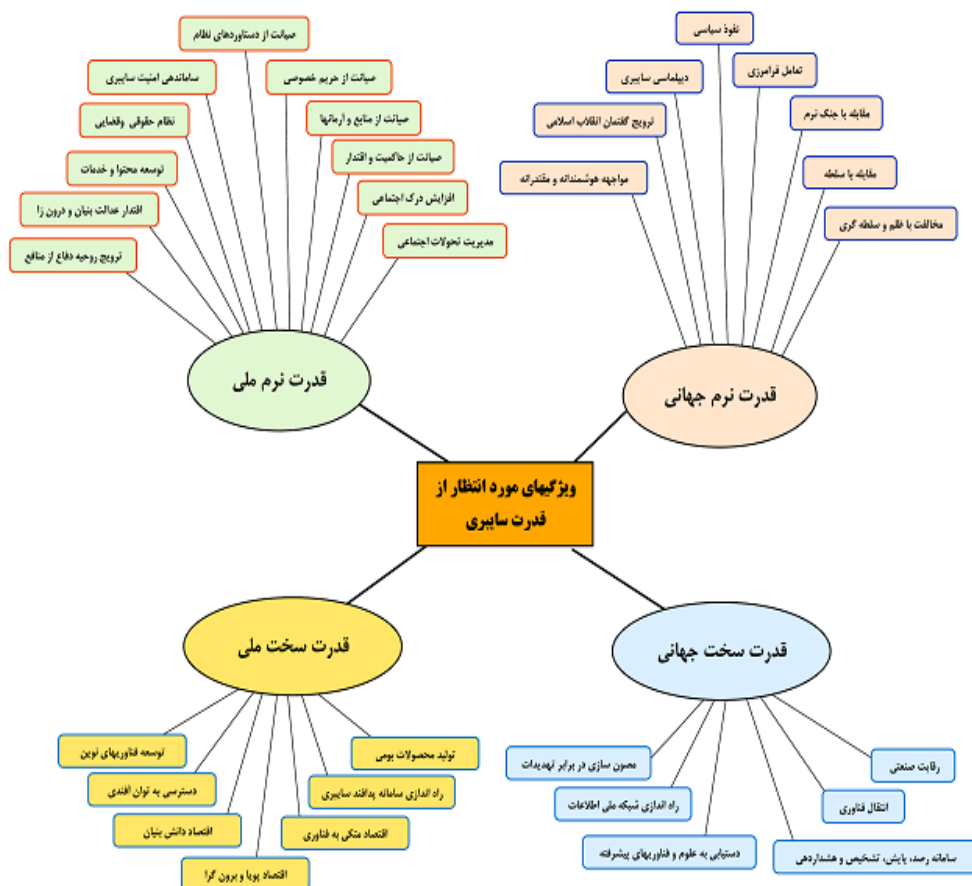 نفوذ سیاسی
صیانت از دستاوردهای نظام
تعامل فرامرزی
دیپلماسی سایبری
صیانت از حریم خصوصی
ساماندهی امنیت سایبری
مقابله با جنگ نرم
ترویج گفتمان انقلاب اسلامی
صیانت از منابع و آرمانها
نظام حقوقی وقضایی
صیانت از حاکمیت و اقتدار
مقابله با سلطه
مواجهه هوشمندانه و مقتدرانه
توسعه محتوا و خدمات
افزایش درک اجتماعی
اقتدار عدالت بنیان و درون زا
مخالفت با ظلم و سلطه گری
مدیریت تحولات اجتماعی
ترویج روحیه دفاع از منافع
قدرت نرم جهانی
قدرت نرم ملی
ویژگیهای مورد انتظار از
قدرت سایبری
قدرت سخت جهانی
قدرت سخت ملی
رقابت صنعتی
مصون سازی در برابر تهدیدات
تولید محصولات بومی
توسعه فناوریهای نوین
انتقال فناوری
راه اندازی شبکه ملی اطلاعات
راه اندازی سامانه پدافند سایبری
دسترسی به توان آفندی
اقتصاد متکی به فناوری
اقتصاد دانش بنیان
دستیابی به علوم و فناوریهای پیشرفته
سامانه رصد، پایش، تشخیص و هشداردهی
اقتصاد پویا و برون گرا